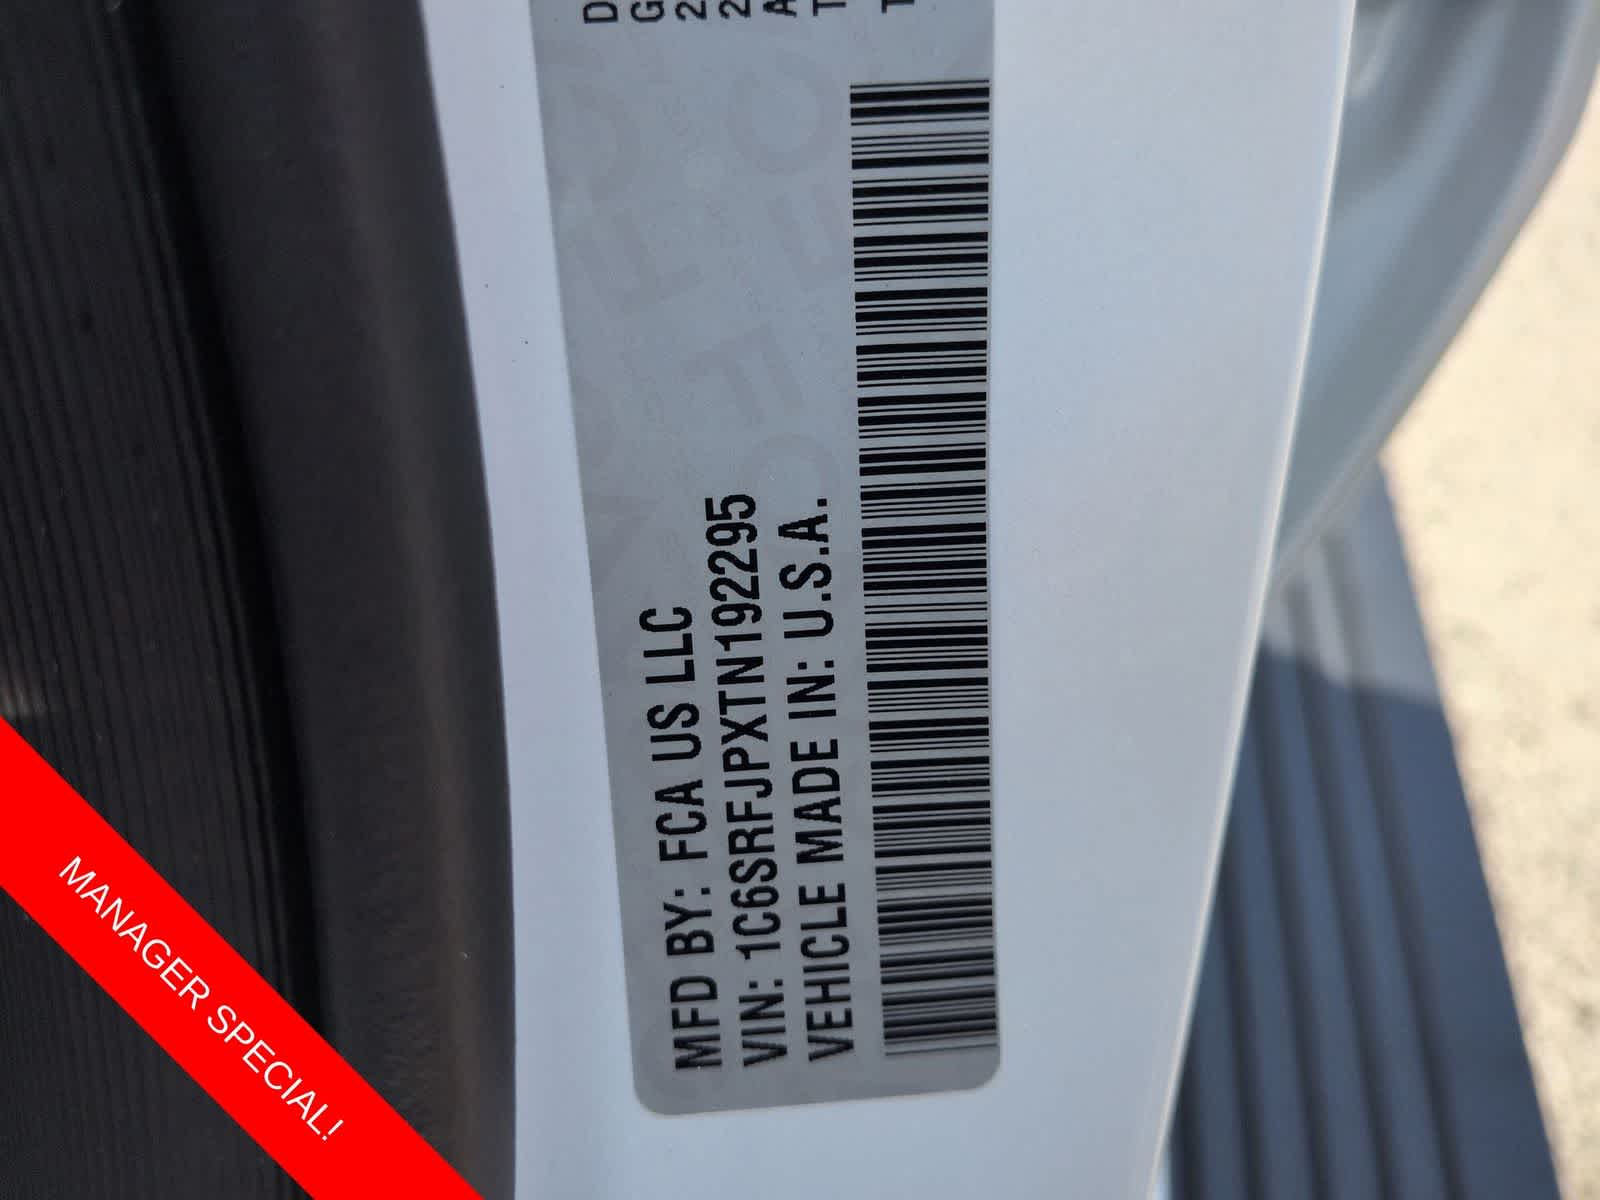 MFD BY: FCA US LLC
VIN: 1C6SRFJPXTN192295
VEHICLE MADE IN: U.S.A.
MANAGER SPECIAL!